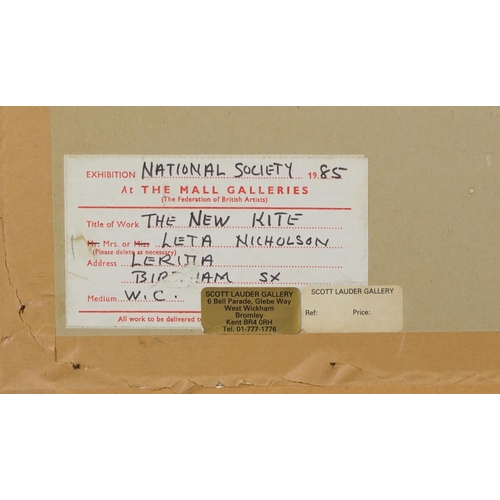 EXHIBITION NATIONAL SOCIETY 1985
At THE MALL GALLERIES
(The Federation of British Artists)
Title of Work THE NEW KITE
Mr. Mrs. or Miss LETA NICHOLSON
(Please delete as necessary)
Address LERITA
BIRDHAM SX
Medium W.C.
All work to be delivered to
SCOTT LAUDER GALLERY
6 Bell Parade, Glebe Way
West Wickham
Bromley
Kent BR4 0RH
Tel. 01-777-1776
SCOTT LAUDER GALLERY
Ref: Price: